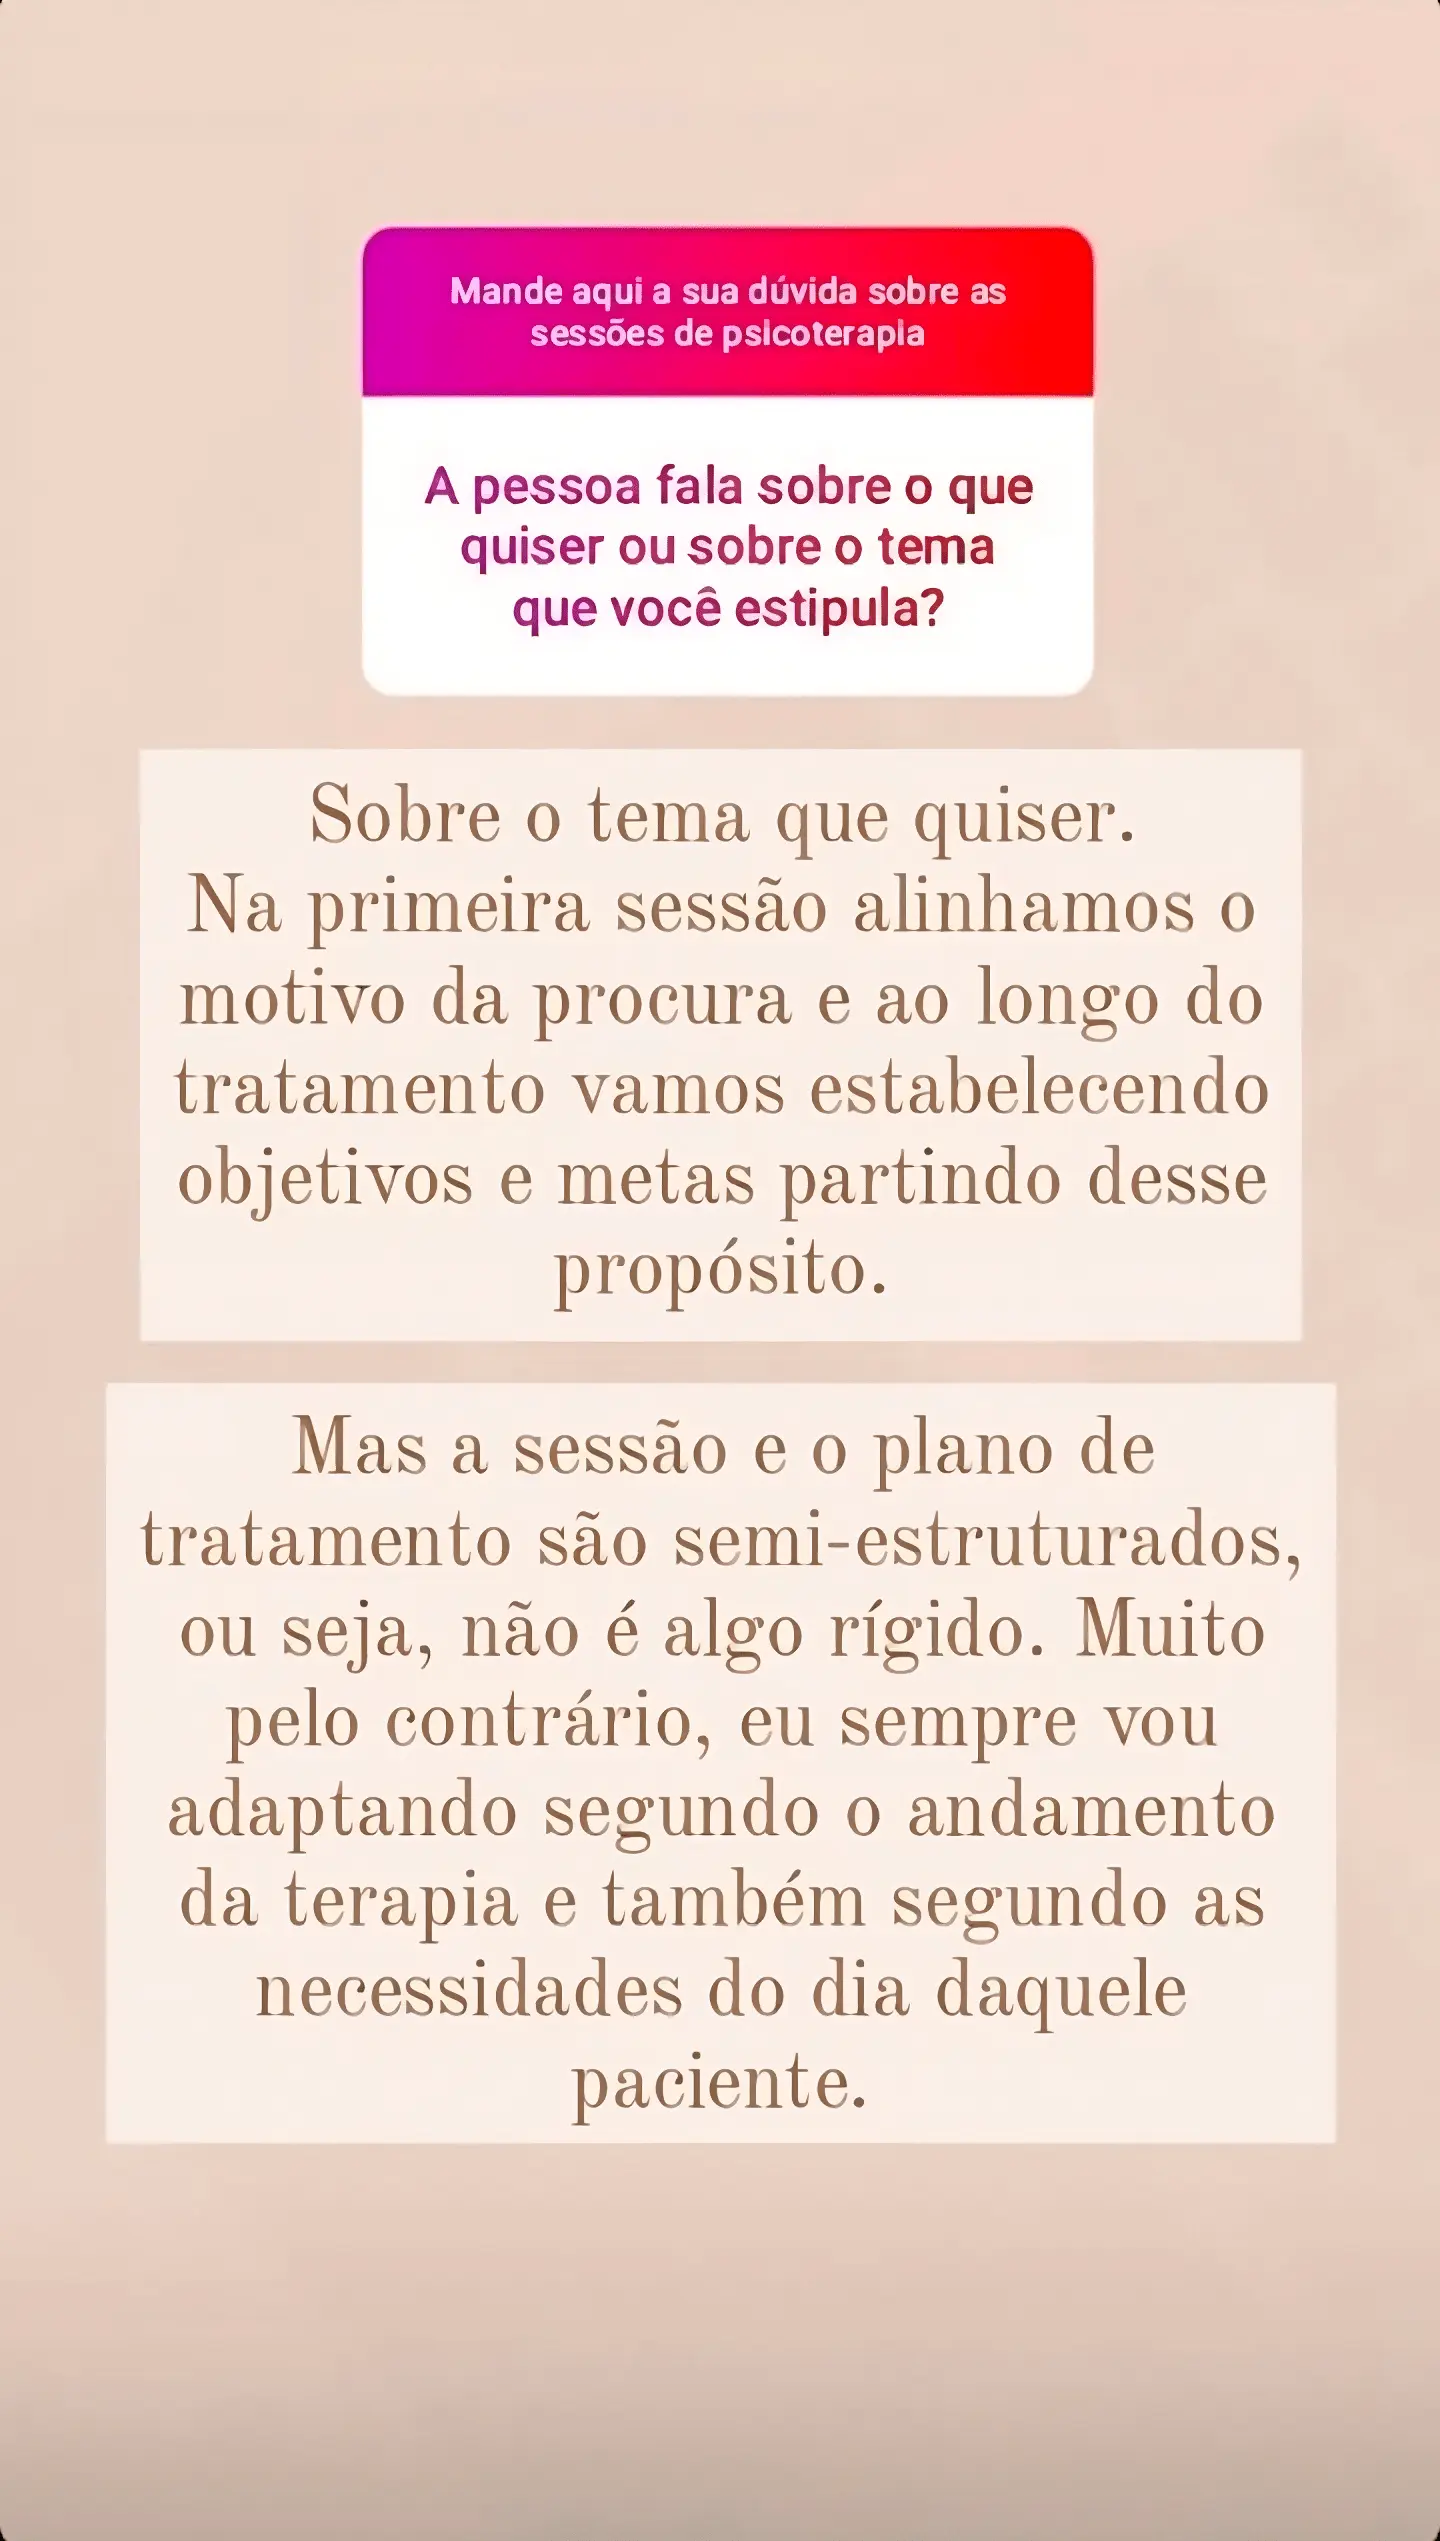 Mande aqui a sua dúvida sobre as
sessões de psicoterapia
A pessoa fala sobre o que
quiser ou sobre o tema
que você estipula?
Sobre o tema que quiser.
Na primeira sessão alinhamos o
motivo da procura e ao longo do
tratamento vamos estabelecendo
objetivos e metas partindo desse
propósito.
Mas a sessão e o plano de
tratamento são semi-estruturados,
ou seja, não é algo rígido. Muito
pelo contrário, eu sempre vou
adaptando segundo o andamento
da terapia e também segundo as
necessidades do dia daquele
paciente.